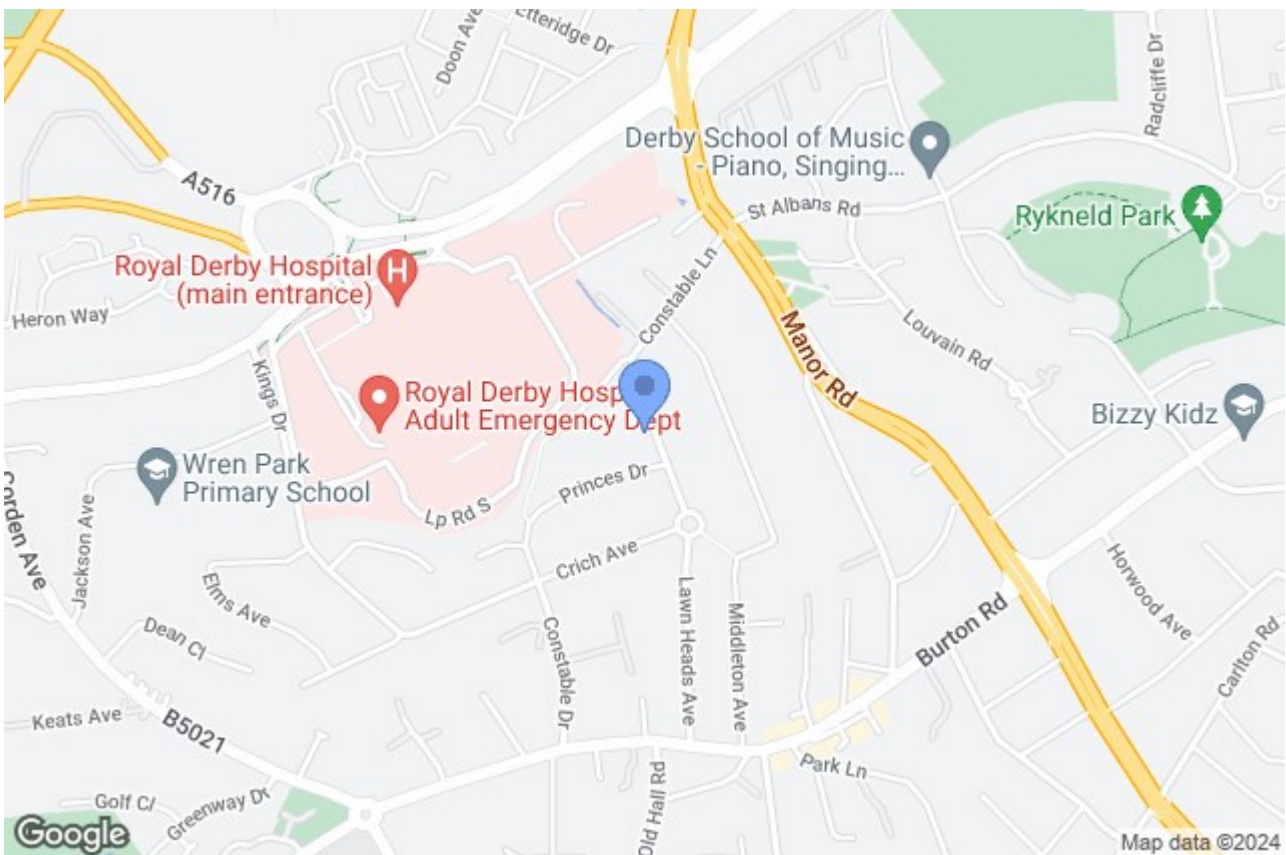 Etteridge Dr
Doon Ave
Radcliffe Dr
Derby School of Music
- Piano, Singing...
A516
St Albans Rd
Rykneld Park
Royal Derby Hospital
(main entrance)
H
Constable Ln
Heron Way
Louvain Rd
Manor Rd
Kings Dr
Royal Derby Hosp
Adult Emergency Dept
Bizzy Kidz
Wren Park
Primary School
Princes Dr
Corden Ave
Lp Rd S
Jackson Ave
Crich Ave
Horwood Ave
Elms Ave
Lawn Heads Ave
Middleton Ave
Burton Rd
Dean Cl
Constable Dr
Carlton Rd
Keats Ave
B5021
Park Ln
Old Hall Rd
Golf Cl
Greenway Dr
Google
Map data ©2024